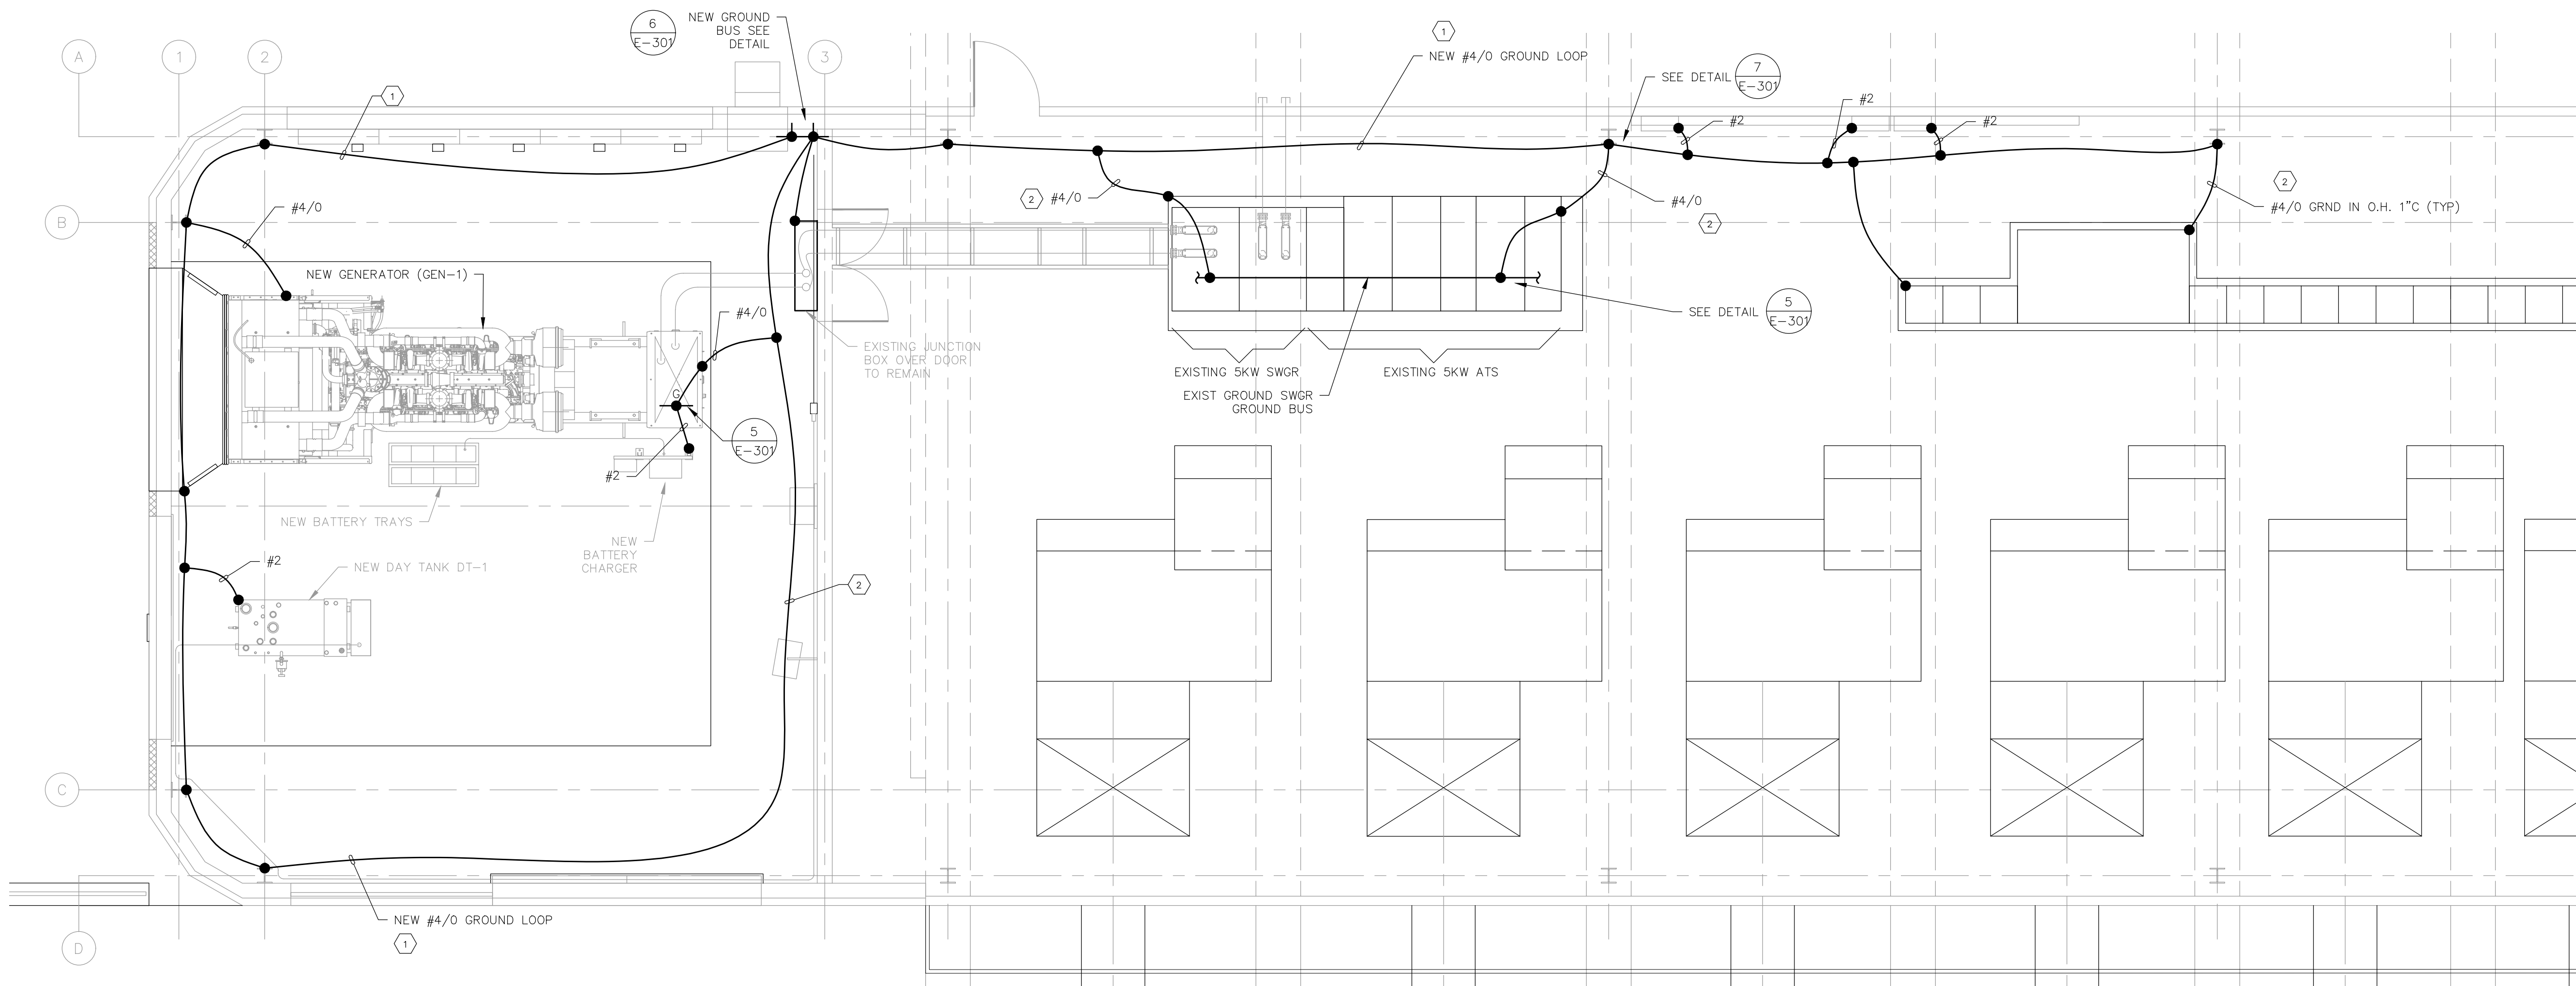 6
E-301
NEW GROUND
BUS SEE
DETAIL
1
NEW #4/0 GROUND LOOP
A
1
2
3
SEE DETAIL
7
E-301
1
#2
#2
#2
2
#4/0
#4/0
2
2
#4/0 GRND IN O.H. 1"C (TYP)
B
#4/0
NEW GENERATOR (GEN-1)
#4/0
SEE DETAIL
5
E-301
EXISTING JUNCTION
BOX OVER DOOR
TO REMAIN
EXISTING 5KW SWGR
EXISTING 5KW ATS
EXIST GROUND SWGR
GROUND BUS
G
5
E-301
#2
NEW BATTERY TRAYS
NEW
BATTERY
CHARGER
#2
NEW DAY TANK DT-1
2
C
NEW #4/0 GROUND LOOP
1
D